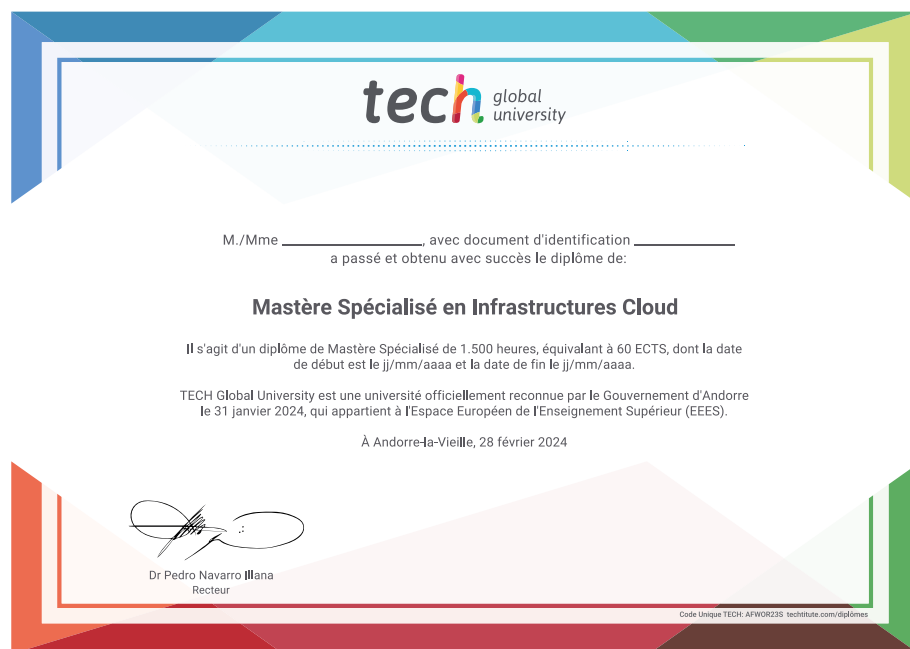 tech global
university
M./Mme ____________________, avec document d'identification ______________
a passé et obtenu avec succès le diplôme de:
Mastère Spécialisé en Infrastructures Cloud
Il s'agit d'un diplôme de Mastère Spécialisé de 1.500 heures, équivalant à 60 ECTS, dont la date
de début est le jj/mm/aaaa et la date de fin le jj/mm/aaaa.
TECH Global University est une université officiellement reconnue par le Gouvernement d'Andorre
le 31 janvier 2024, qui appartient à l'Espace Européen de l'Enseignement Supérieur (EEES).
À Andorre-la-Vieille, 28 février 2024
Dr Pedro Navarro Illana
Recteur
Code Unique TECH: AFWOR23S techtitute.com/diplômes